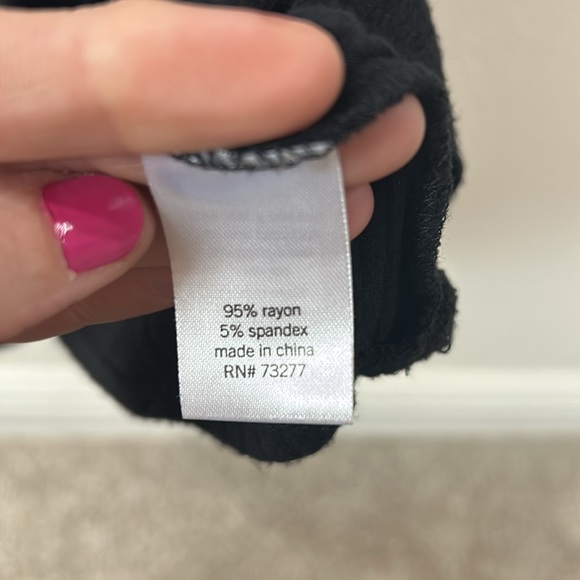 95% rayon
5% spandex
made in china
RN# 73277